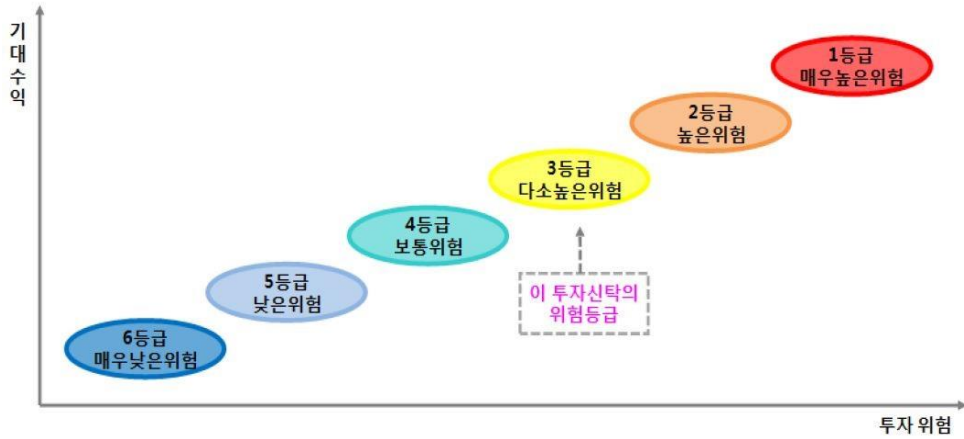 기대수익
1등급
매우높은위험
2등급
높은위험
3등급
다소높은위험
4등급
보통위험
이 투자신탁의
위험등급
5등급
낮은위험
6등급
매우낮은위험
투자 위험